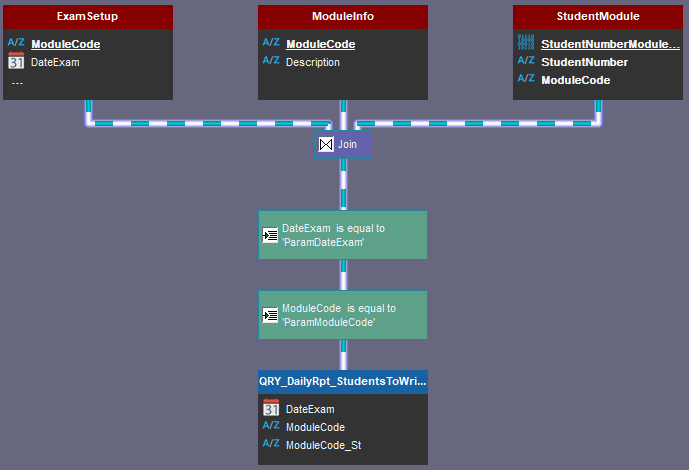 ExamSetup
A/Z ModuleCode
31 DateExam
...
ModuleInfo
A/Z ModuleCode
A/Z Description
StudentModule
StudentNumberModule...
A/Z StudentNumber
A/Z ModuleCode
Join
DateExam is equal to
'ParamDateExam'
ModuleCode is equal to
'ParamModuleCode'
QRY_DailyRpt_StudentsToWri...
31 DateExam
A/Z ModuleCode
A/Z ModuleCode_St